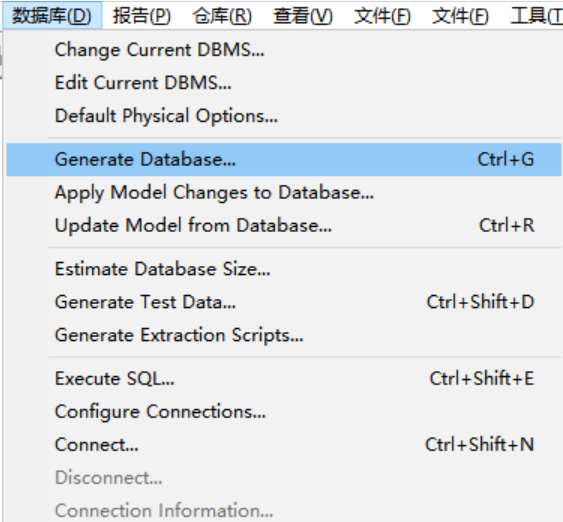 数据库(D) 报告(P) 仓库(R) 查看(V) 文件(F) 文件(F) 工具(T
Change Current DBMS...
Edit Current DBMS...
Default Physical Options...
Generate Database... Ctrl+G
Apply Model Changes to Database...
Update Model from Database... Ctrl+R
Estimate Database Size...
Generate Test Data... Ctrl+Shift+D
Generate Extraction Scripts...
Execute SQL... Ctrl+Shift+E
Configure Connections...
Connect... Ctrl+Shift+N
Disconnect...
Connection Information...